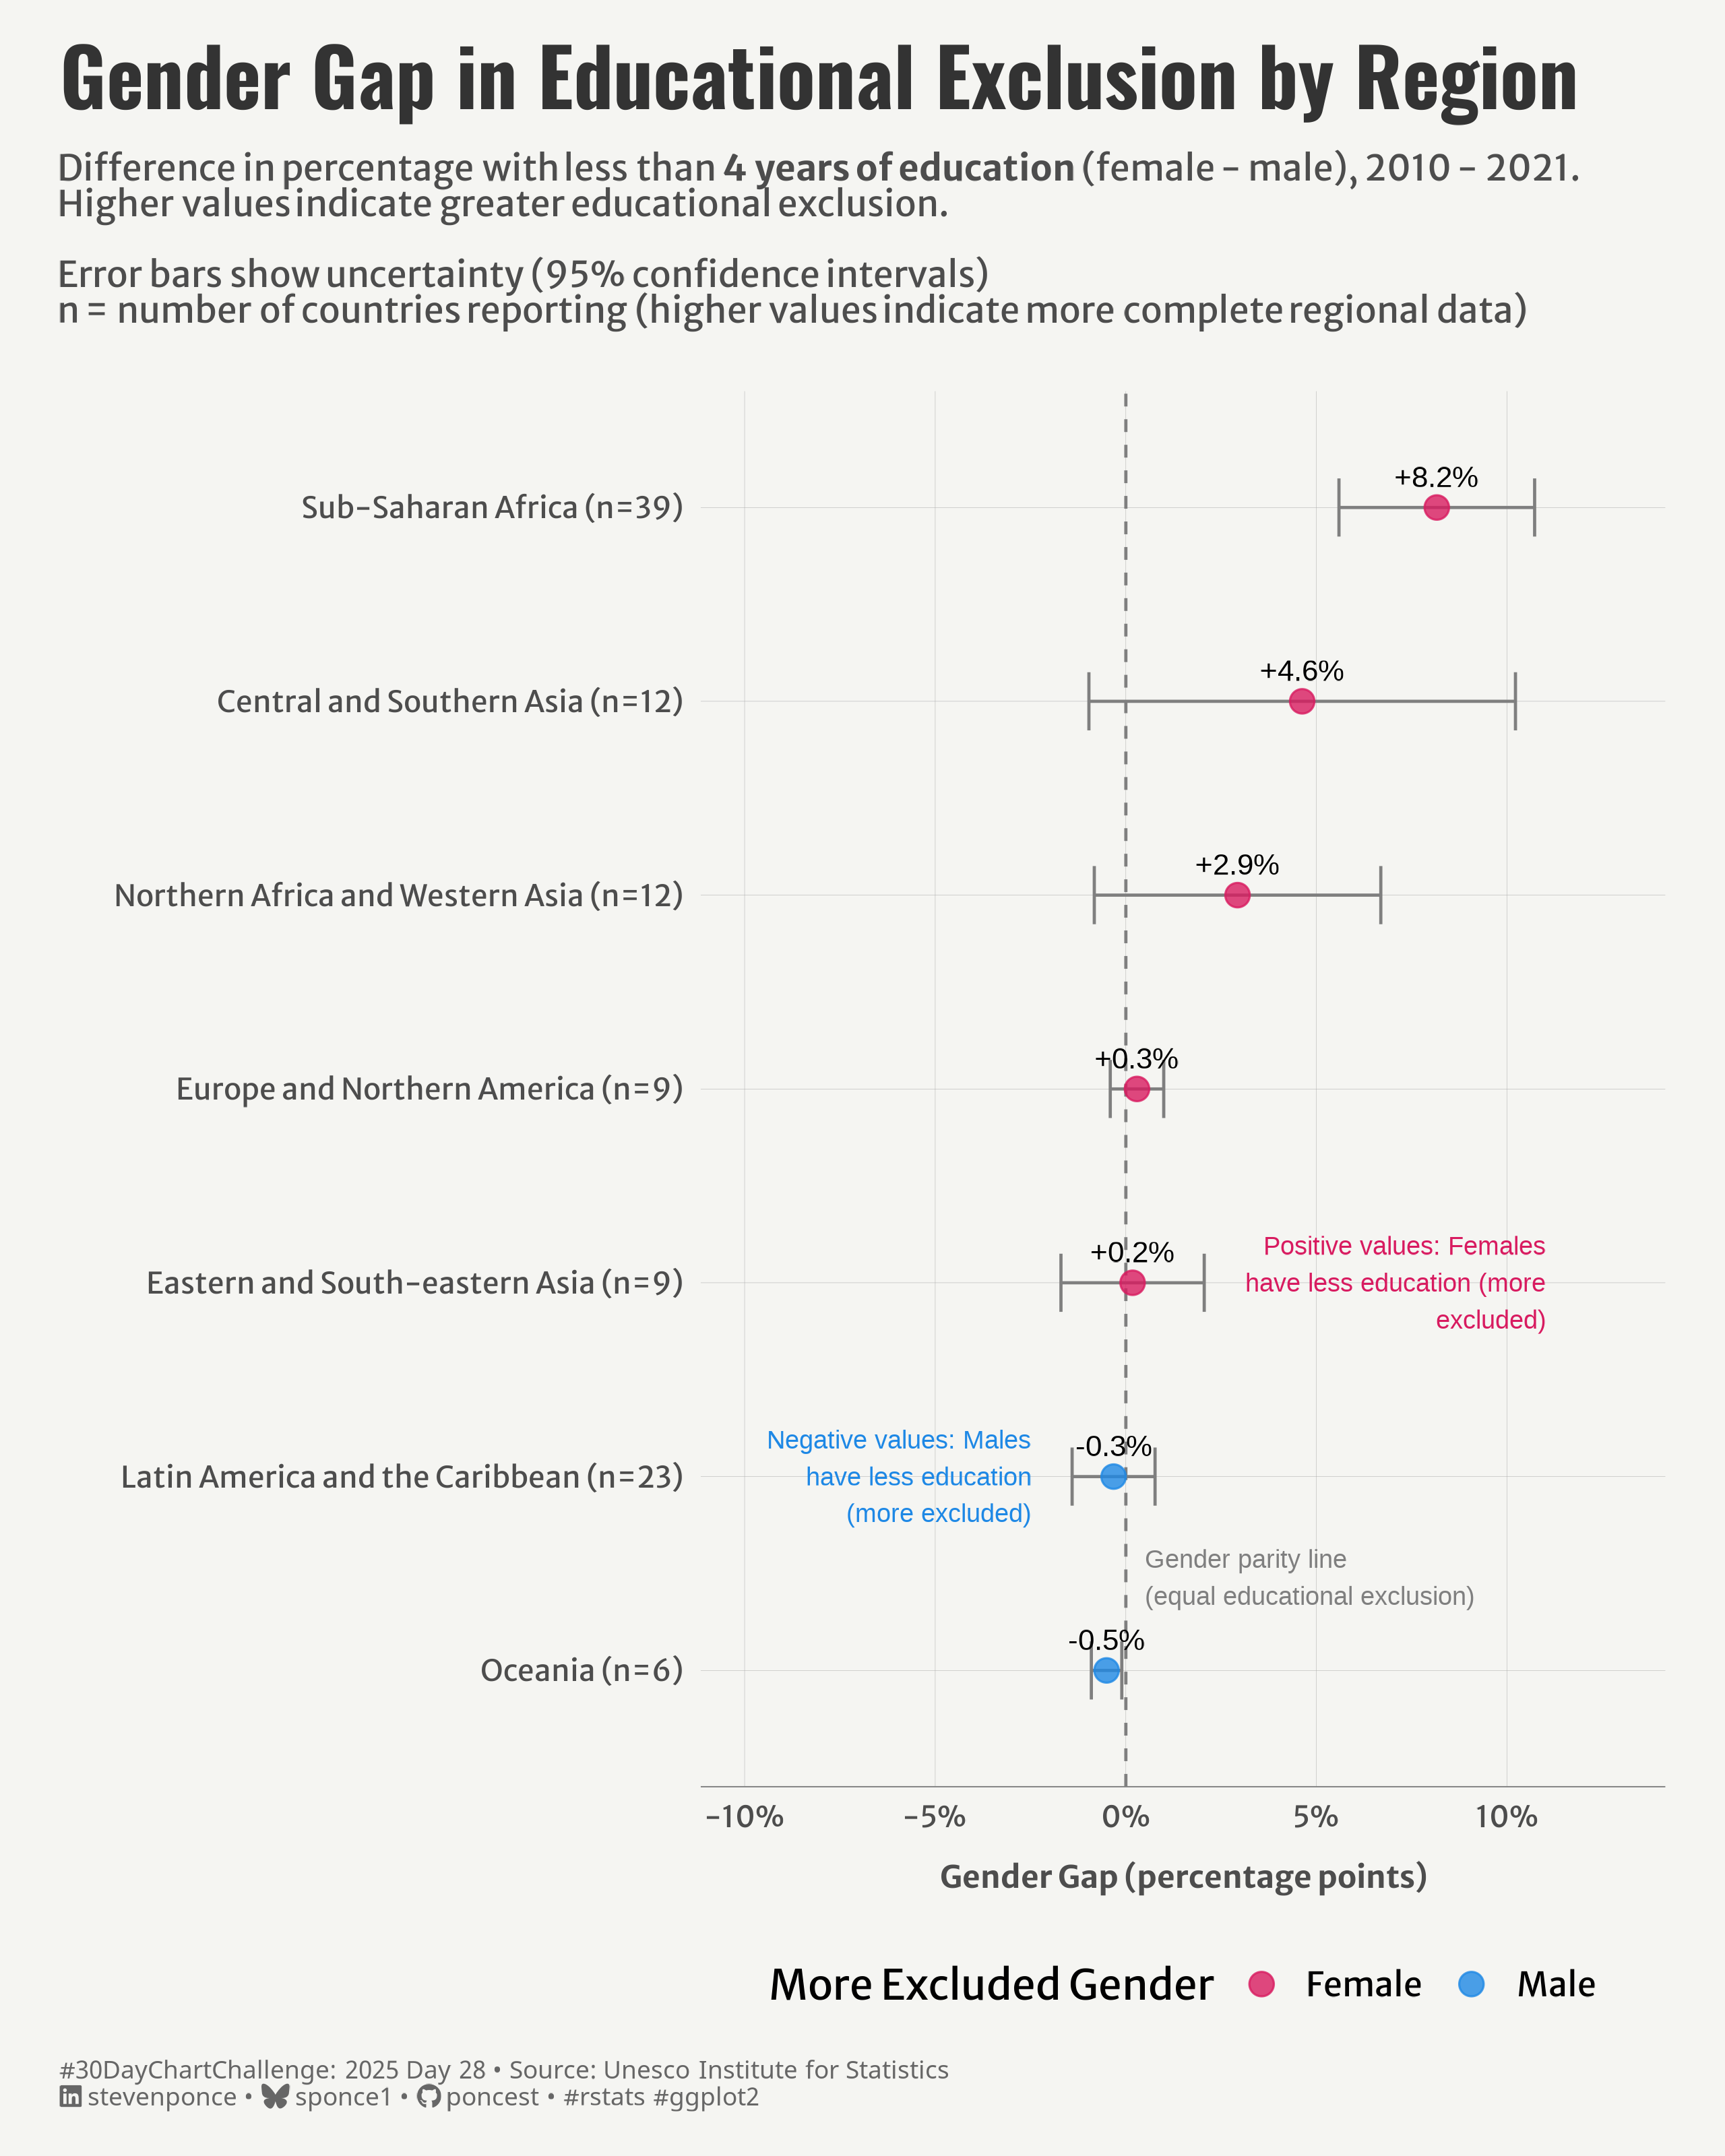 Gender Gap in Educational Exclusion by Region
Difference in percentage with less than 4 years of education (female – male), 2010 – 2021.
Higher values indicate greater educational exclusion.
Error bars show uncertainty (95% confidence intervals)
n = number of countries reporting (higher values indicate more complete regional data)
Sub-Saharan Africa (n=39)
+8.2%
Central and Southern Asia (n=12)
+4.6%
Northern Africa and Western Asia (n=12)
+2.9%
Europe and Northern America (n=9)
+0.3%
Eastern and South-eastern Asia (n=9)
+0.2%
Positive values: Females
have less education (more
excluded)
Latin America and the Caribbean (n=23)
-0.3%
Negative values: Males
have less education
(more excluded)
Gender parity line
(equal educational exclusion)
Oceania (n=6)
-0.5%
-10% -5% 0% 5% 10%
Gender Gap (percentage points)
More Excluded Gender Female Male
#30DayChartChallenge: 2025 Day 28 • Source: Unesco Institute for Statistics
stevenponce • sponce1 • poncest • #rstats #ggplot2